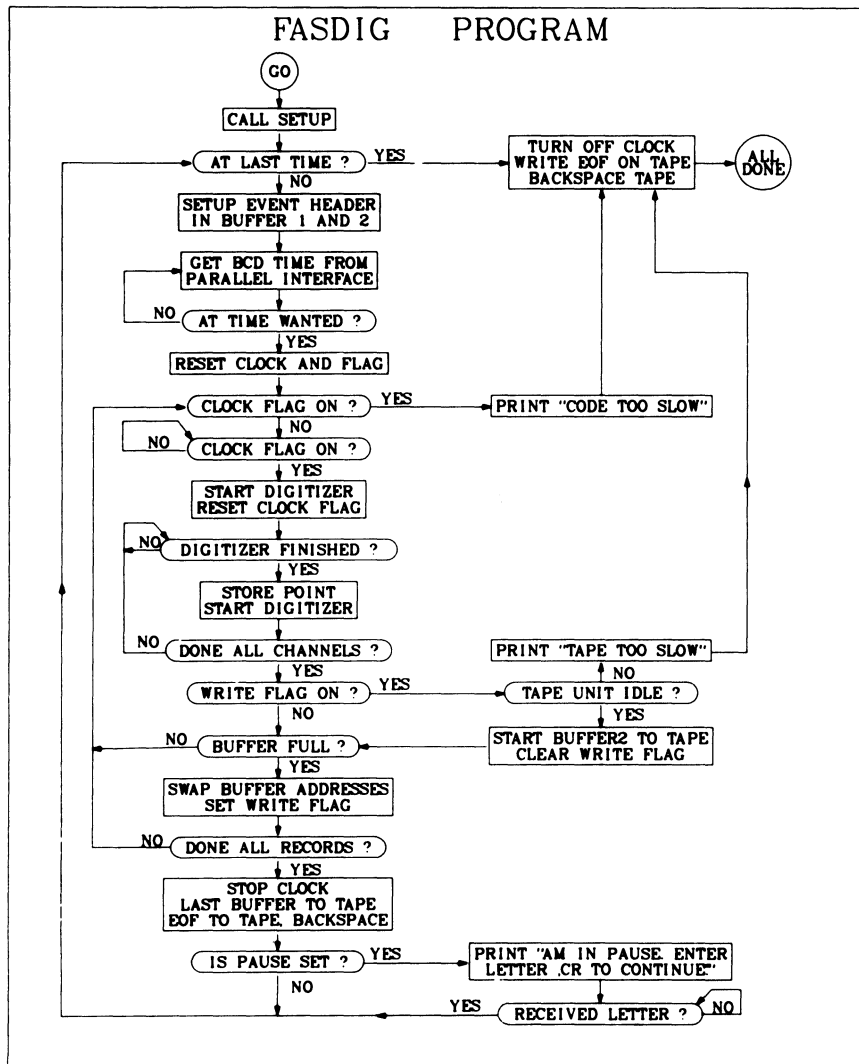 FASDIG PROGRAM
GO
CALL SETUP
AT LAST TIME ?
YES
NO
TURN OFF CLOCK
WRITE EOF ON TAPE
BACKSPACE TAPE
ALL
DONE
SETUP EVENT HEADER
IN BUFFER 1 AND 2
GET BCD TIME FROM
PARALLEL INTERFACE
NO
AT TIME WANTED ?
YES
RESET CLOCK AND FLAG
CLOCK FLAG ON ?
YES
PRINT "CODE TOO SLOW"
NO
NO
CLOCK FLAG ON ?
YES
START DIGITIZER
RESET CLOCK FLAG
NO
DIGITIZER FINISHED ?
YES
STORE POINT
START DIGITIZER
NO
DONE ALL CHANNELS ?
PRINT "TAPE TOO SLOW"
YES
NO
WRITE FLAG ON ?
YES
TAPE UNIT IDLE ?
NO
YES
NO
BUFFER FULL ?
START BUFFER2 TO TAPE
CLEAR WRITE FLAG
YES
SWAP BUFFER ADDRESSES
SET WRITE FLAG
NO
DONE ALL RECORDS ?
YES
STOP CLOCK
LAST BUFFER TO TAPE
EOF TO TAPE, BACKSPACE
IS PAUSE SET ?
YES
PRINT "AM IN PAUSE. ENTER
LETTER ,CR TO CONTINUE"
NO
YES
RECEIVED LETTER ?
NO